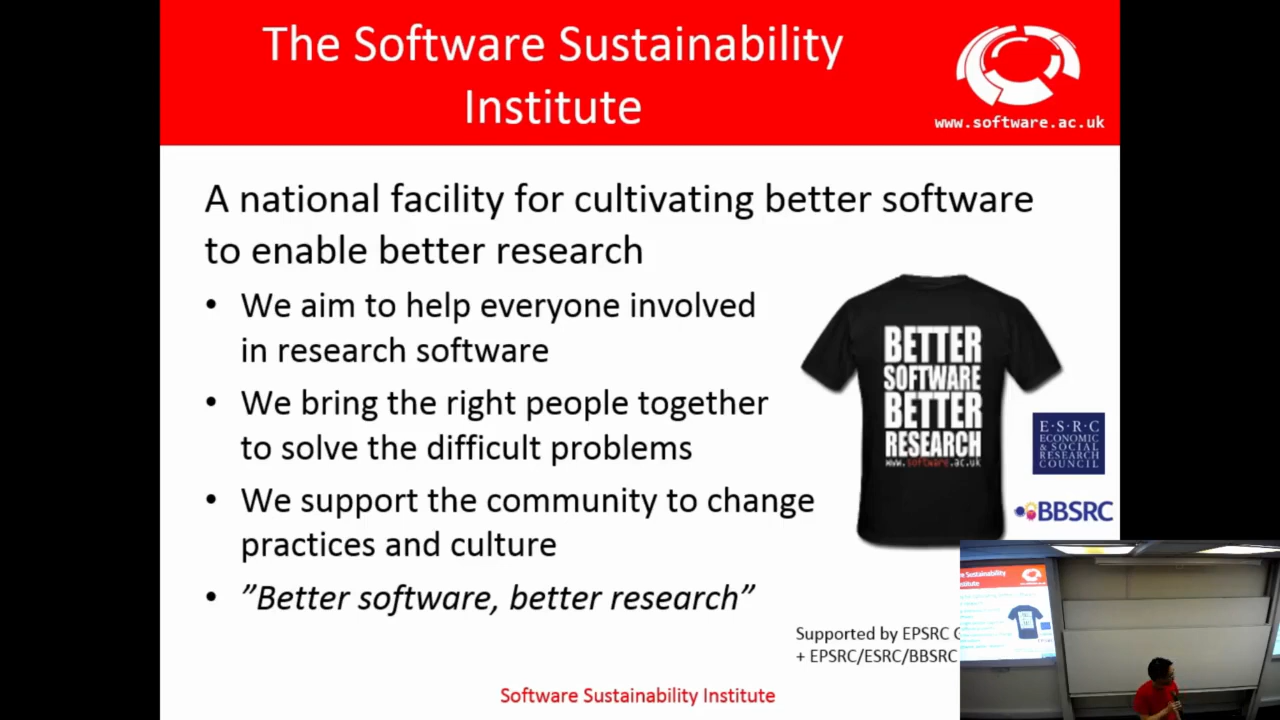 The Software Sustainability
Institute
www.software.ac.uk
A national facility for cultivating better software
to enable better research
• We aim to help everyone involved
in research software
• We bring the right people together
to solve the difficult problems
• We support the community to change
practices and culture
• ”Better software, better research”
BETTER
SOFTWARE
BETTER
RESEARCH
www.software.ac.uk
E·S·R·C
ECONOMIC
& SOCIAL
RESEARCH
COUNCIL
BBSRC
Supported by EPSRC
+ EPSRC/ESRC/BBSRC
Software Sustainability Institute
Sustainability